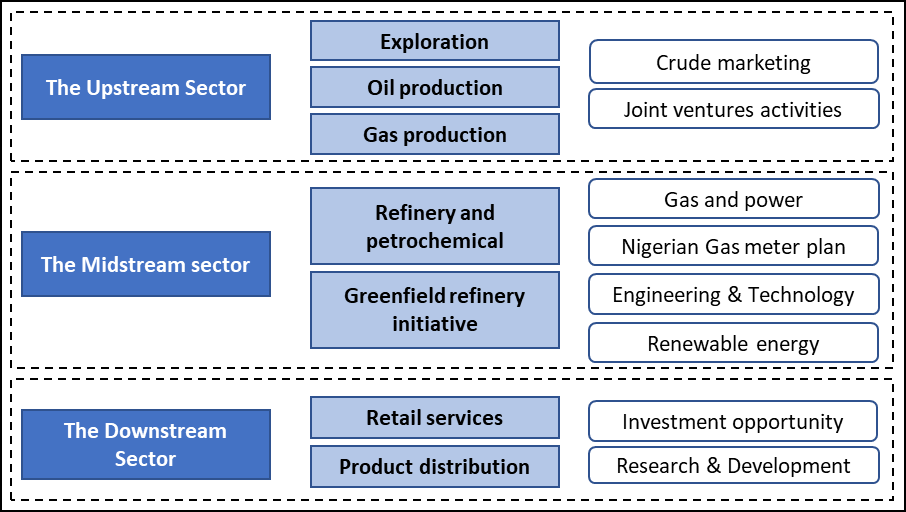 The Upstream Sector
Exploration
Oil production
Gas production
Crude marketing
Joint ventures activities
The Midstream sector
Refinery and
petrochemical
Greenfield refinery
initiative
Gas and power
Nigerian Gas meter plan
Engineering & Technology
Renewable energy
The Downstream
Sector
Retail services
Product distribution
Investment opportunity
Research & Development